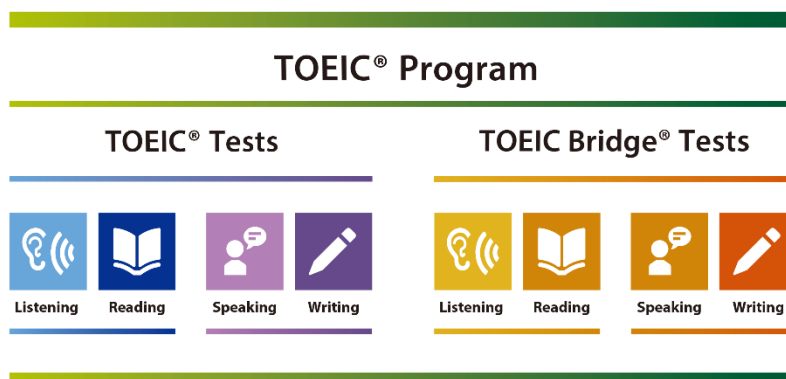 TOEIC® Program
TOEIC® Tests
Listening Reading Speaking Writing
TOEIC Bridge® Tests
Listening Reading Speaking Writing